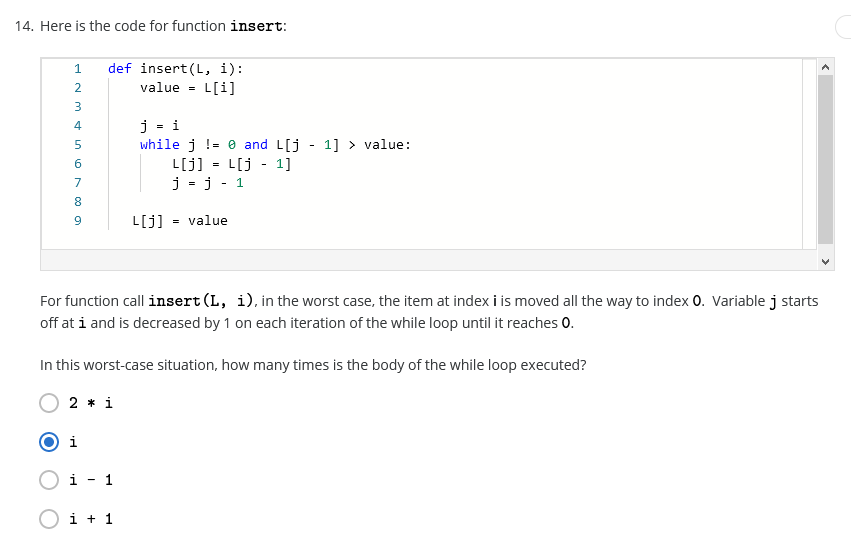 14. Here is the code for function insert:
1 def insert(L, i):
2 value = L[i]
3
4 j = i
5 while j != 0 and L[j - 1] > value:
6 L[j] = L[j - 1]
7 j = j - 1
8
9 L[j] = value
For function call insert(L, i), in the worst case, the item at index i is moved all the way to index 0. Variable j starts
off at i and is decreased by 1 on each iteration of the while loop until it reaches 0.
In this worst-case situation, how many times is the body of the while loop executed?
2 * i
i
i - 1
i + 1